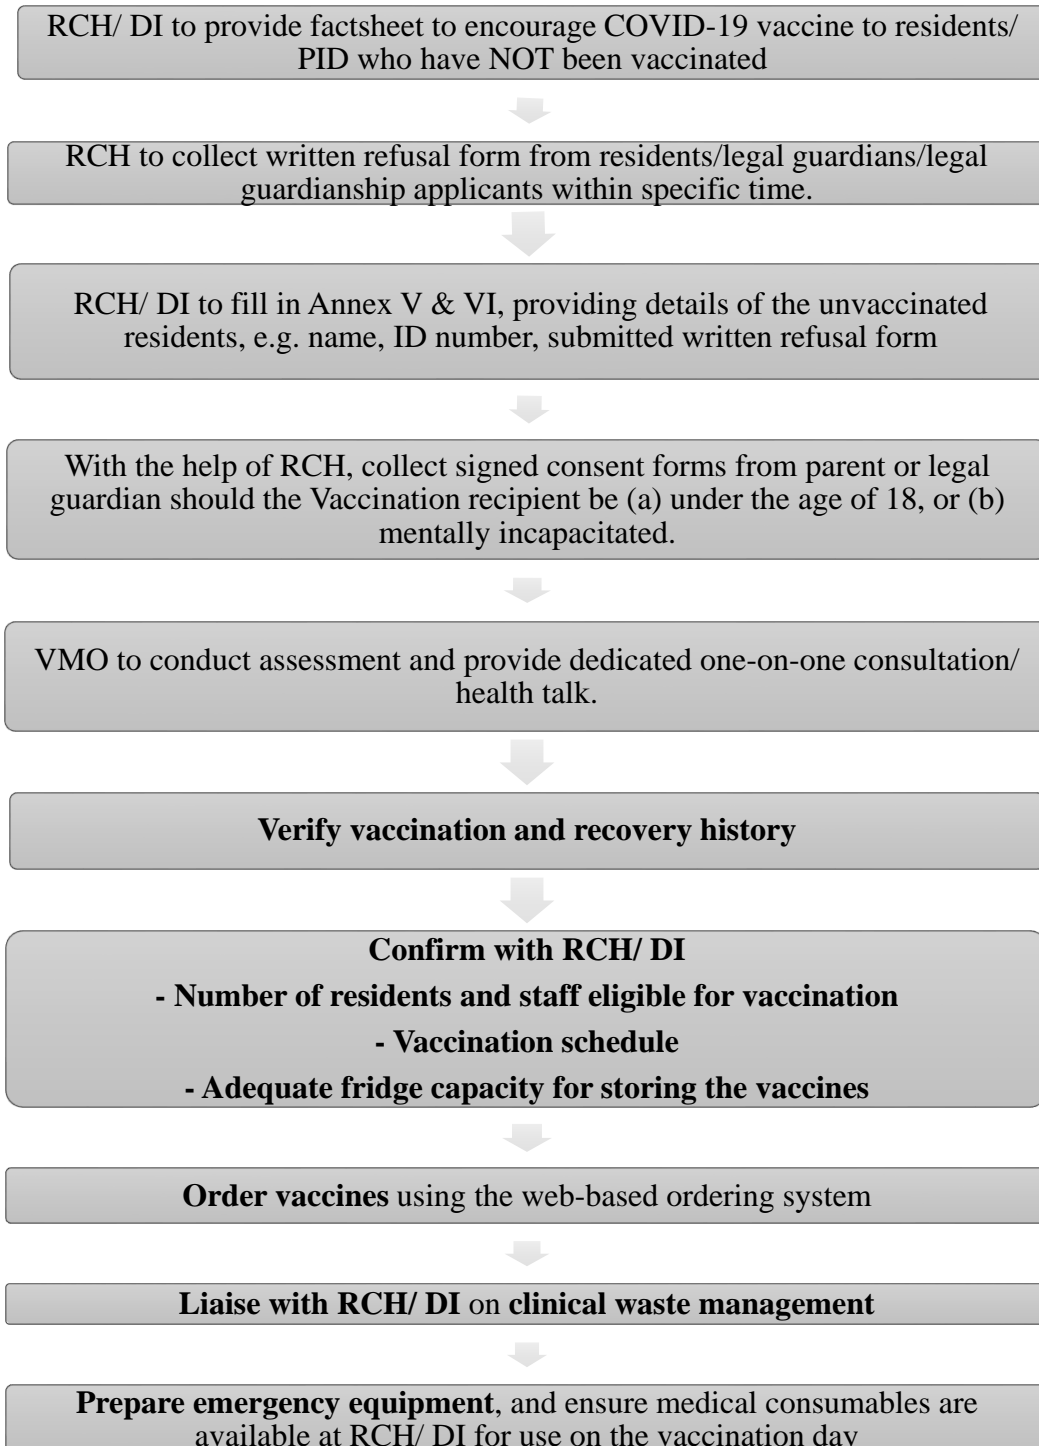 RCH/ DI to provide factsheet to encourage COVID-19 vaccine to residents/
PID who have NOT been vaccinated
RCH to collect written refusal form from residents/legal guardians/legal
guardianship applicants within specific time.
RCH/ DI to fill in Annex V & VI, providing details of the unvaccinated
residents, e.g. name, ID number, submitted written refusal form
With the help of RCH, collect signed consent forms from parent or legal
guardian should the Vaccination recipient be (a) under the age of 18, or (b)
mentally incapacitated.
VMO to conduct assessment and provide dedicated one-on-one consultation/
health talk.
Verify vaccination and recovery history
Confirm with RCH/ DI
- Number of residents and staff eligible for vaccination
- Vaccination schedule
- Adequate fridge capacity for storing the vaccines
Order vaccines using the web-based ordering system
Liaise with RCH/ DI on clinical waste management
Prepare emergency equipment, and ensure medical consumables are
available at RCH/ DI for use on the vaccination day